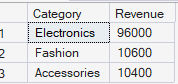 Category Revenue
1 Electronics 96000
2 Fashion 10600
3 Accessories 10400